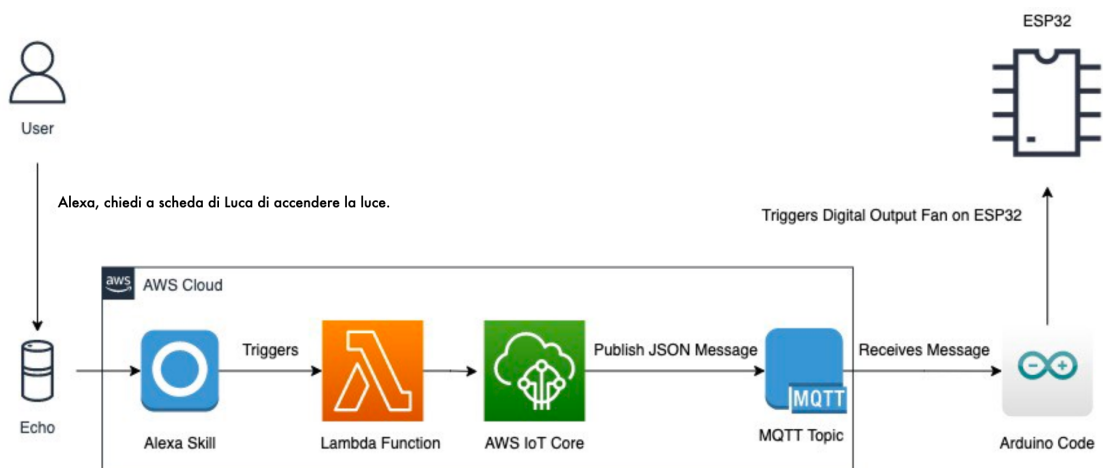 ESP32
User
Alexa, chiedi a scheda di Luca di accendere la luce.
Triggers Digital Output Fan on ESP32
aws
AWS Cloud
Triggers
Publish JSON Message
Receives Message
MQTT
Echo
Alexa Skill
Lambda Function
AWS IoT Core
MQTT Topic
Arduino Code